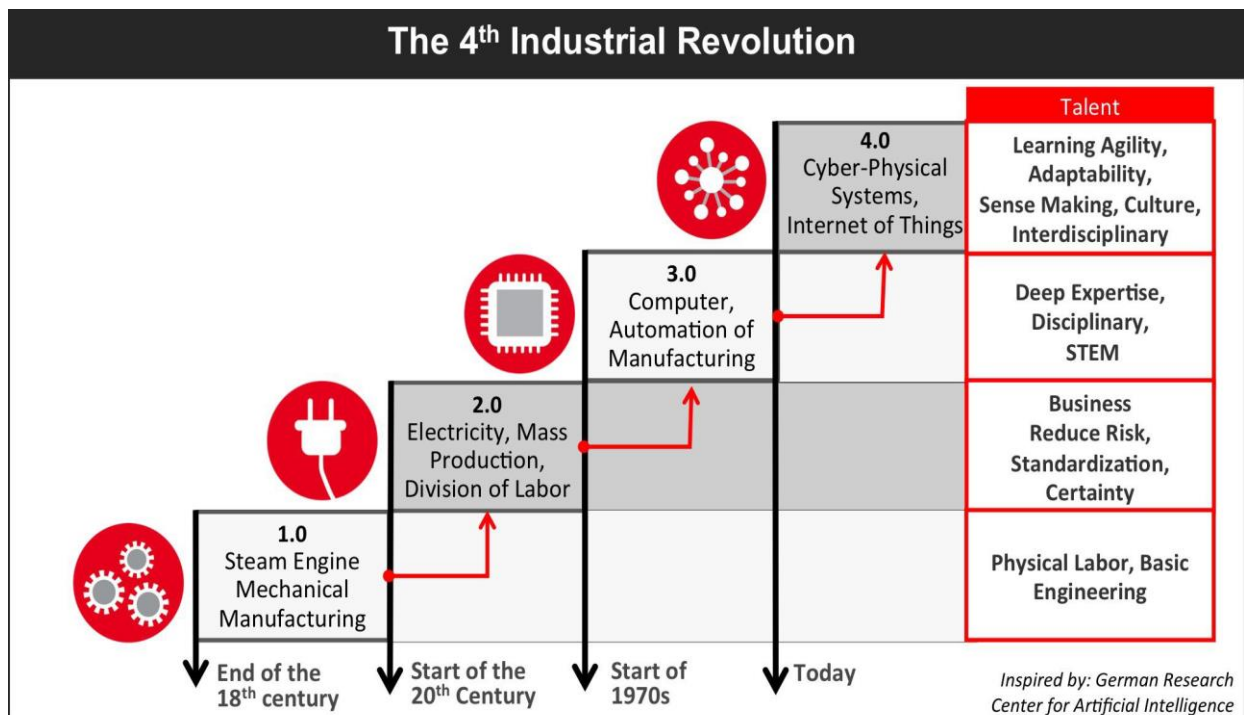 The 4th Industrial Revolution
Talent
4.0
Cyber-Physical
Systems,
Internet of Things
Learning Agility,
Adaptability,
Sense Making, Culture,
Interdisciplinary
3.0
Computer,
Automation of
Manufacturing
Deep Expertise,
Disciplinary,
STEM
2.0
Electricity, Mass
Production,
Division of Labor
Business
Reduce Risk,
Standardization,
Certainty
1.0
Steam Engine
Mechanical
Manufacturing
Physical Labor, Basic
Engineering
End of the
18th century
Start of the
20th Century
Start of
1970s
Today
Inspired by: German Research
Center for Artificial Intelligence